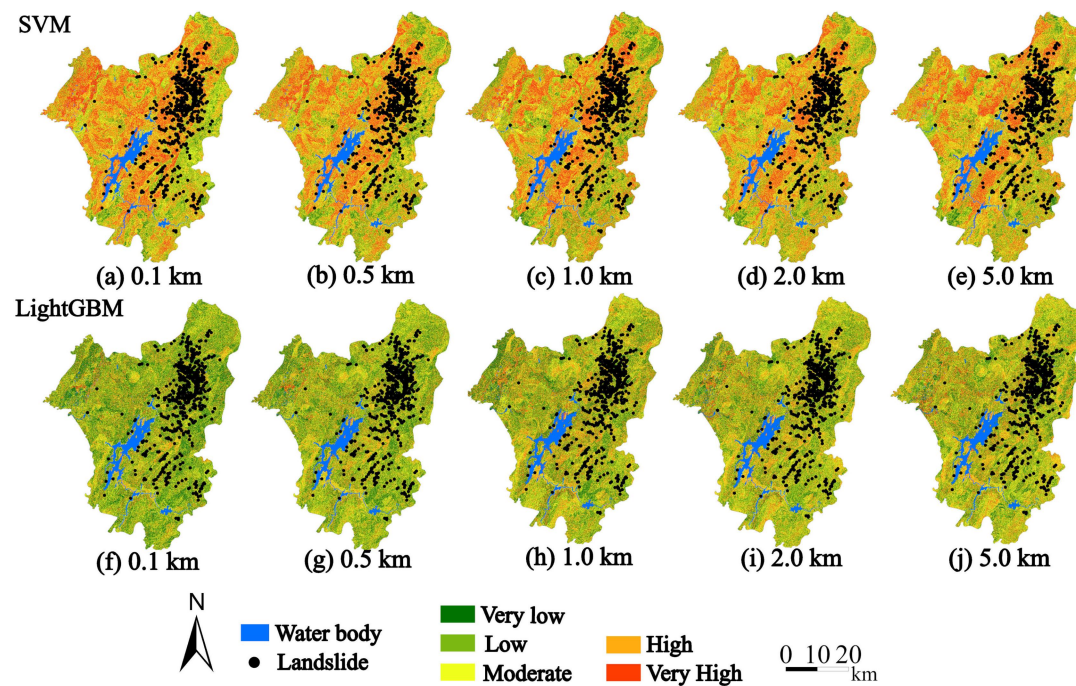 SVM
(a) 0.1 km
(b) 0.5 km
(c) 1.0 km
(d) 2.0 km
(e) 5.0 km
LightGBM
(f) 0.1 km
(g) 0.5 km
(h) 1.0 km
(i) 2.0 km
(j) 5.0 km
N
Water body
Landslide
Very low
Low
Moderate
High
Very High
0 10 20
km